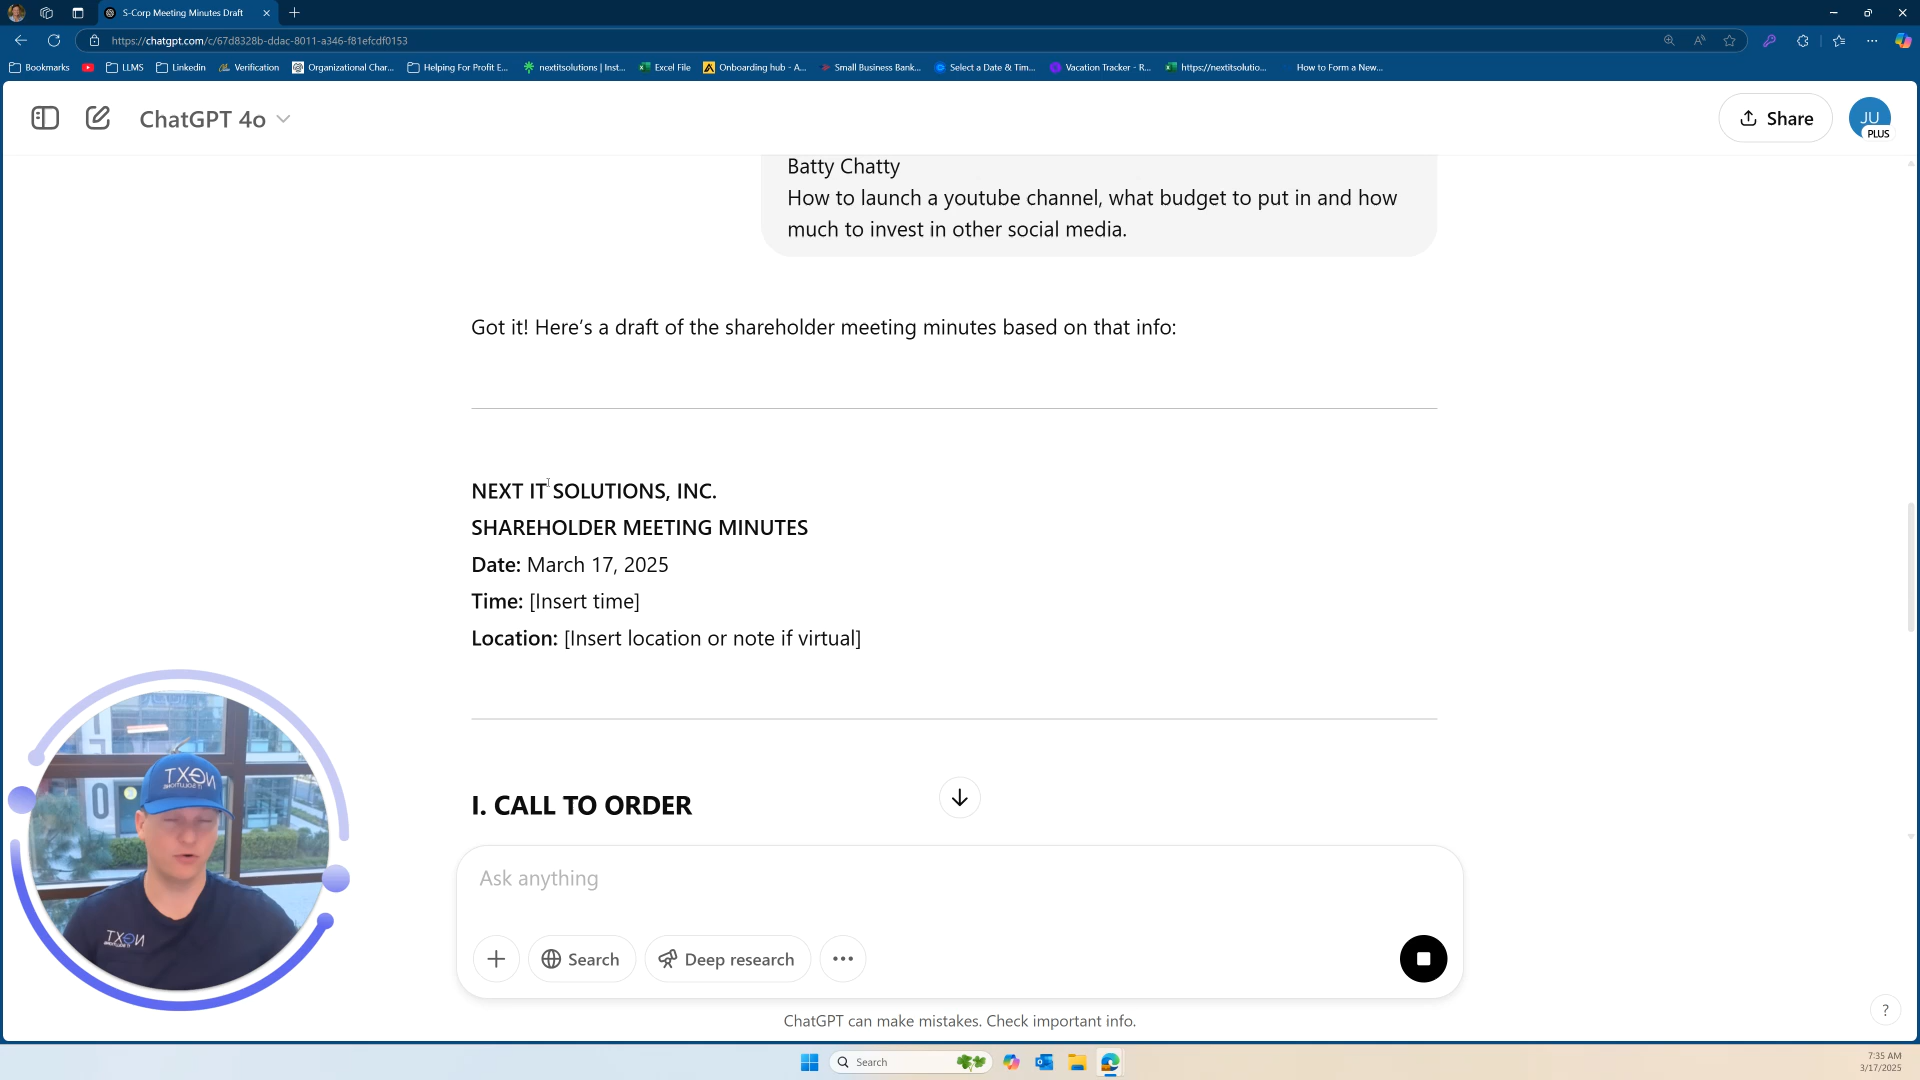 S-Corp Meeting Minutes Draft
https://chatgpt.com/c/67d8328b-ddac-8011-a346-f81efcdf0153
Bookmarks
LLMS
Linkedin
Verification
Organizational Char...
Helping For Profit E...
nextitsolutions | Inst...
Excel File
Onboarding hub - A...
Small Business Bank...
Select a Date & Tim...
Vacation Tracker - R...
https://nextitsolutio...
How to Form a New...
ChatGPT 4o
Share
JU
PLUS
Batty Chatty
How to launch a youtube channel, what budget to put in and how
much to invest in other social media.
Got it! Here’s a draft of the shareholder meeting minutes based on that info:
NEXT IT SOLUTIONS, INC.
SHAREHOLDER MEETING MINUTES
Date: March 17, 2025
Time: [Insert time]
Location: [Insert location or note if virtual]
I. CALL TO ORDER
Ask anything
Search
Deep research
ChatGPT can make mistakes. Check important info.
?
Search
7:35 AM
3/17/2025